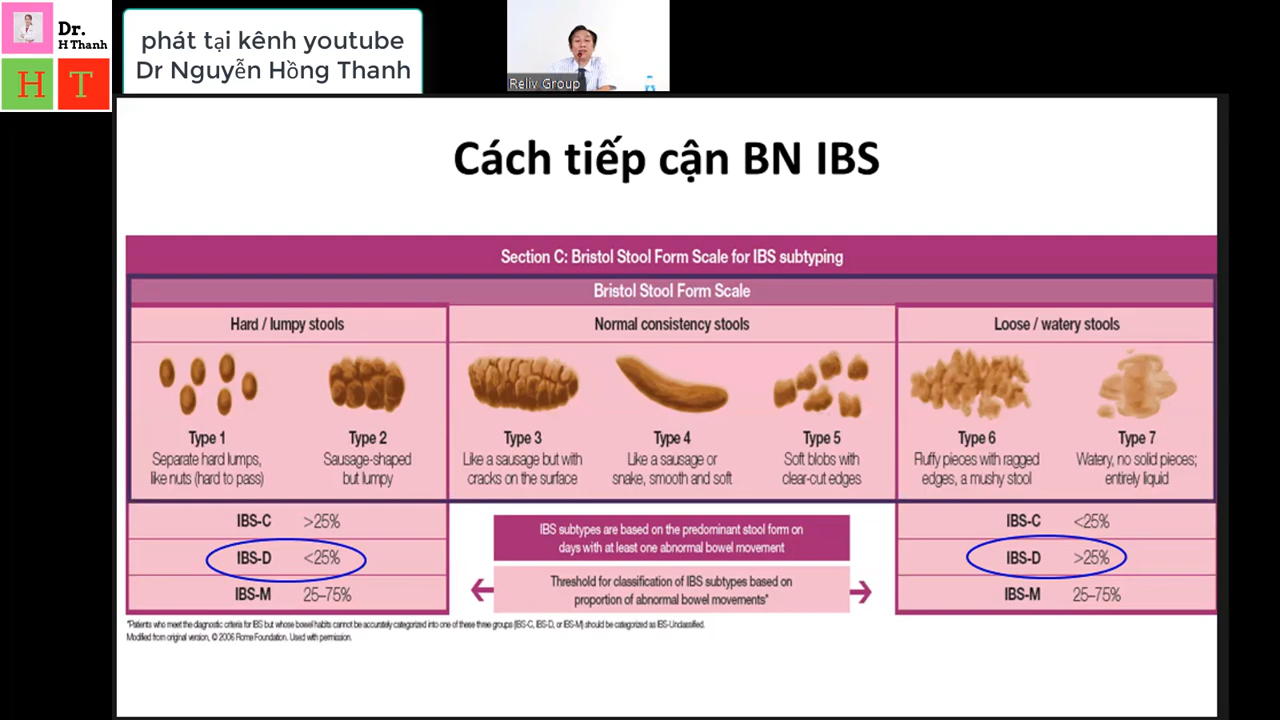 Dr.
H Thanh
H T
phát tại kênh youtube
Dr Nguyễn Hồng Thanh
Reliv Group
Cách tiếp cận BN IBS
Section C: Bristol Stool Form Scale for IBS subtyping
Bristol Stool Form Scale
Hard / lumpy stools
Normal consistency stools
Loose / watery stools
Type 1
Separate hard lumps,
like nuts (hard to pass)
Type 2
Sausage-shaped
but lumpy
Type 3
Like a sausage but with
cracks on the surface
Type 4
Like a sausage or
snake, smooth and soft
Type 5
Soft blobs with
clear-cut edges
Type 6
Fluffy pieces with ragged
edges, a mushy stool
Type 7
Watery, no solid pieces;
entirely liquid
IBS-C >25%
IBS-D <25%
IBS-M 25–75%
IBS subtypes are based on the predominant stool form on
days with at least one abnormal bowel movement
Threshold for classification of IBS subtypes based on
proportion of abnormal bowel movements*
IBS-C <25%
IBS-D >25%
IBS-M 25–75%
*Patients who meet the diagnostic criteria for IBS but whose bowel habits cannot be accurately categorized into one of these three groups (IBS-C, IBS-D, or IBS-M) should be categorized as IBS-Unclassified.
Modified from original version, © 2006 Rome Foundation. Used with permission.